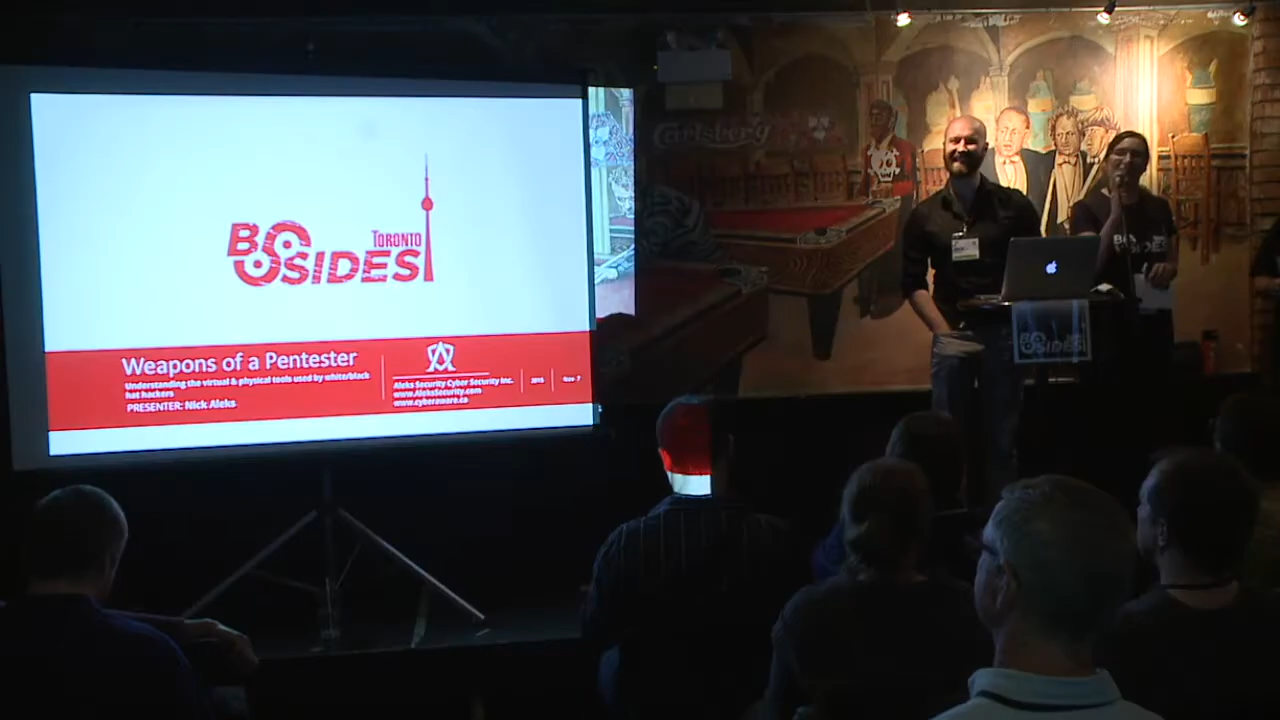 BSIDES
TORONTO
Weapons of a Pentester
Understanding the virtual & physical tools used by white/black
hat hackers
PRESENTER: Nick Aleks
Aleks Security Cyber Security Inc.
www.AleksSecurity.com
www.cyberaware.ca
2015
Nov 7
Carlsberg
BSIDES
BSIDES